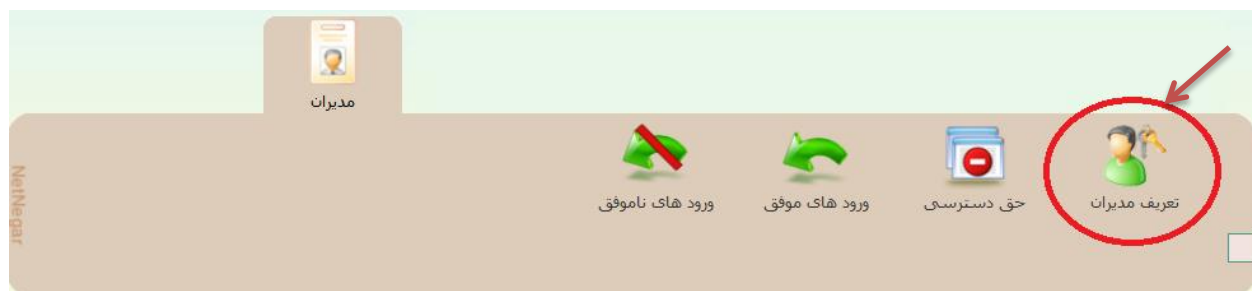 مدیران
تعریف مدیران
حق دسترسی
ورود های موفق
ورود های ناموفق
NetNegar